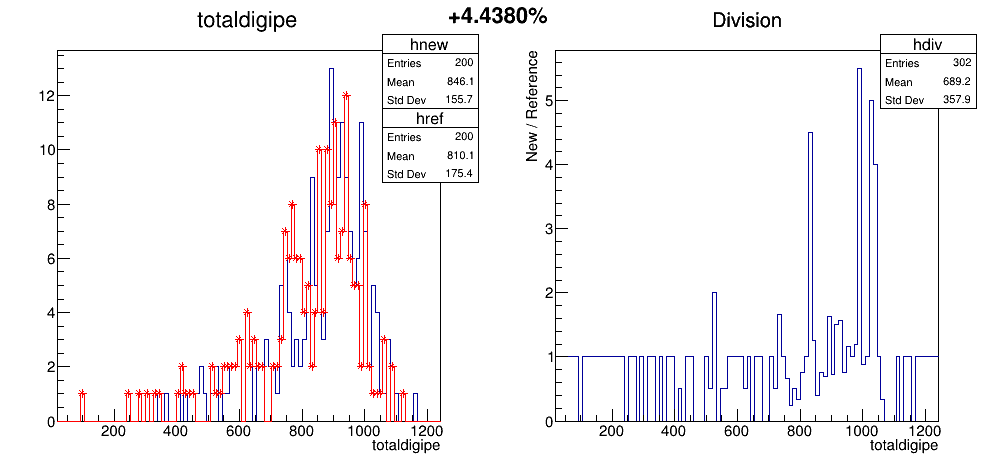 +4.4380%
totaldigipe
hnew
Entries 200
Mean 846.1
Std Dev 155.7
href
Entries 200
Mean 810.1
Std Dev 175.4
12
10
8
6
4
2
0
200 400 600 800 1000 1200
totaldigipe
Division
hdiv
Entries 302
Mean 689.2
Std Dev 357.9
New / Reference
5
4
3
2
1
0
200 400 600 800 1000 1200
totaldigipe